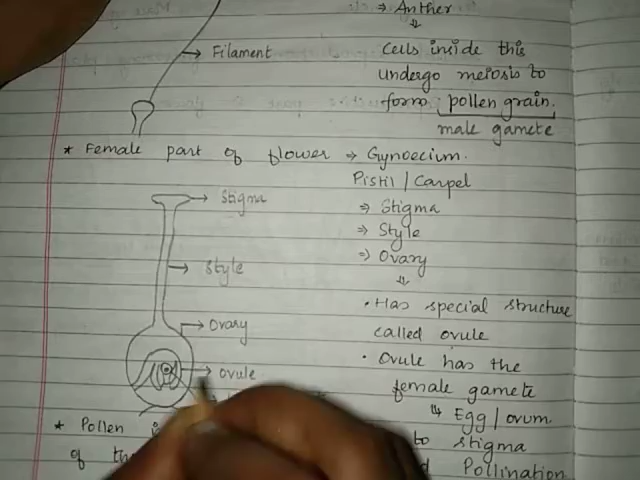 ⇒ Anther
→ Filament
Cells inside this
undergo meiosis to
form pollen grain.
male gamete
* Female part of flower → Gynoecium.
Pistil / Carpel
→ Stigma
⇒ Stigma
⇒ Style
→ style
⇒ Ovary
• Has special structure
→ Ovary
called ovule
• Ovule has the
→ ovule
female gamete
↳ Egg / ovum
* Pollen
to stigma
of the
Pollination